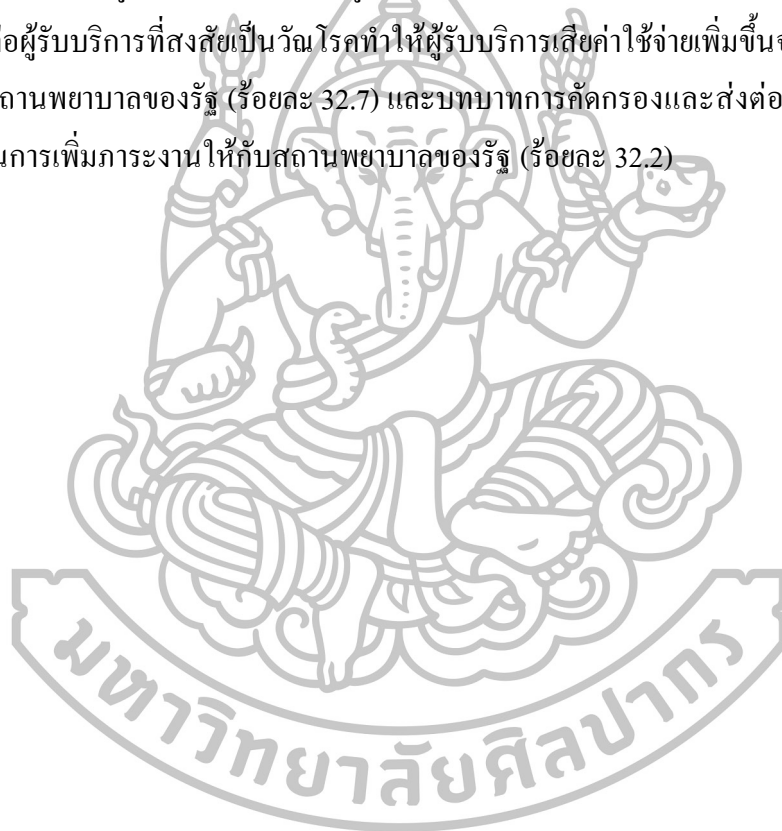 ผู้รับบริการที่สงสัยเป็นวัณโรคทำให้ผู้รับบริการเสียค่าใช้จ่ายเพิ่มขึ้น
พยาบาลของรัฐ (ร้อยละ 32.7) และบทบาทการคัดกรองและส่งต่อ
การเพิ่มภาระงานให้กับสถานพยาบาลของรัฐ (ร้อยละ 32.2)
มหาวิทยาลัยศิลปากร